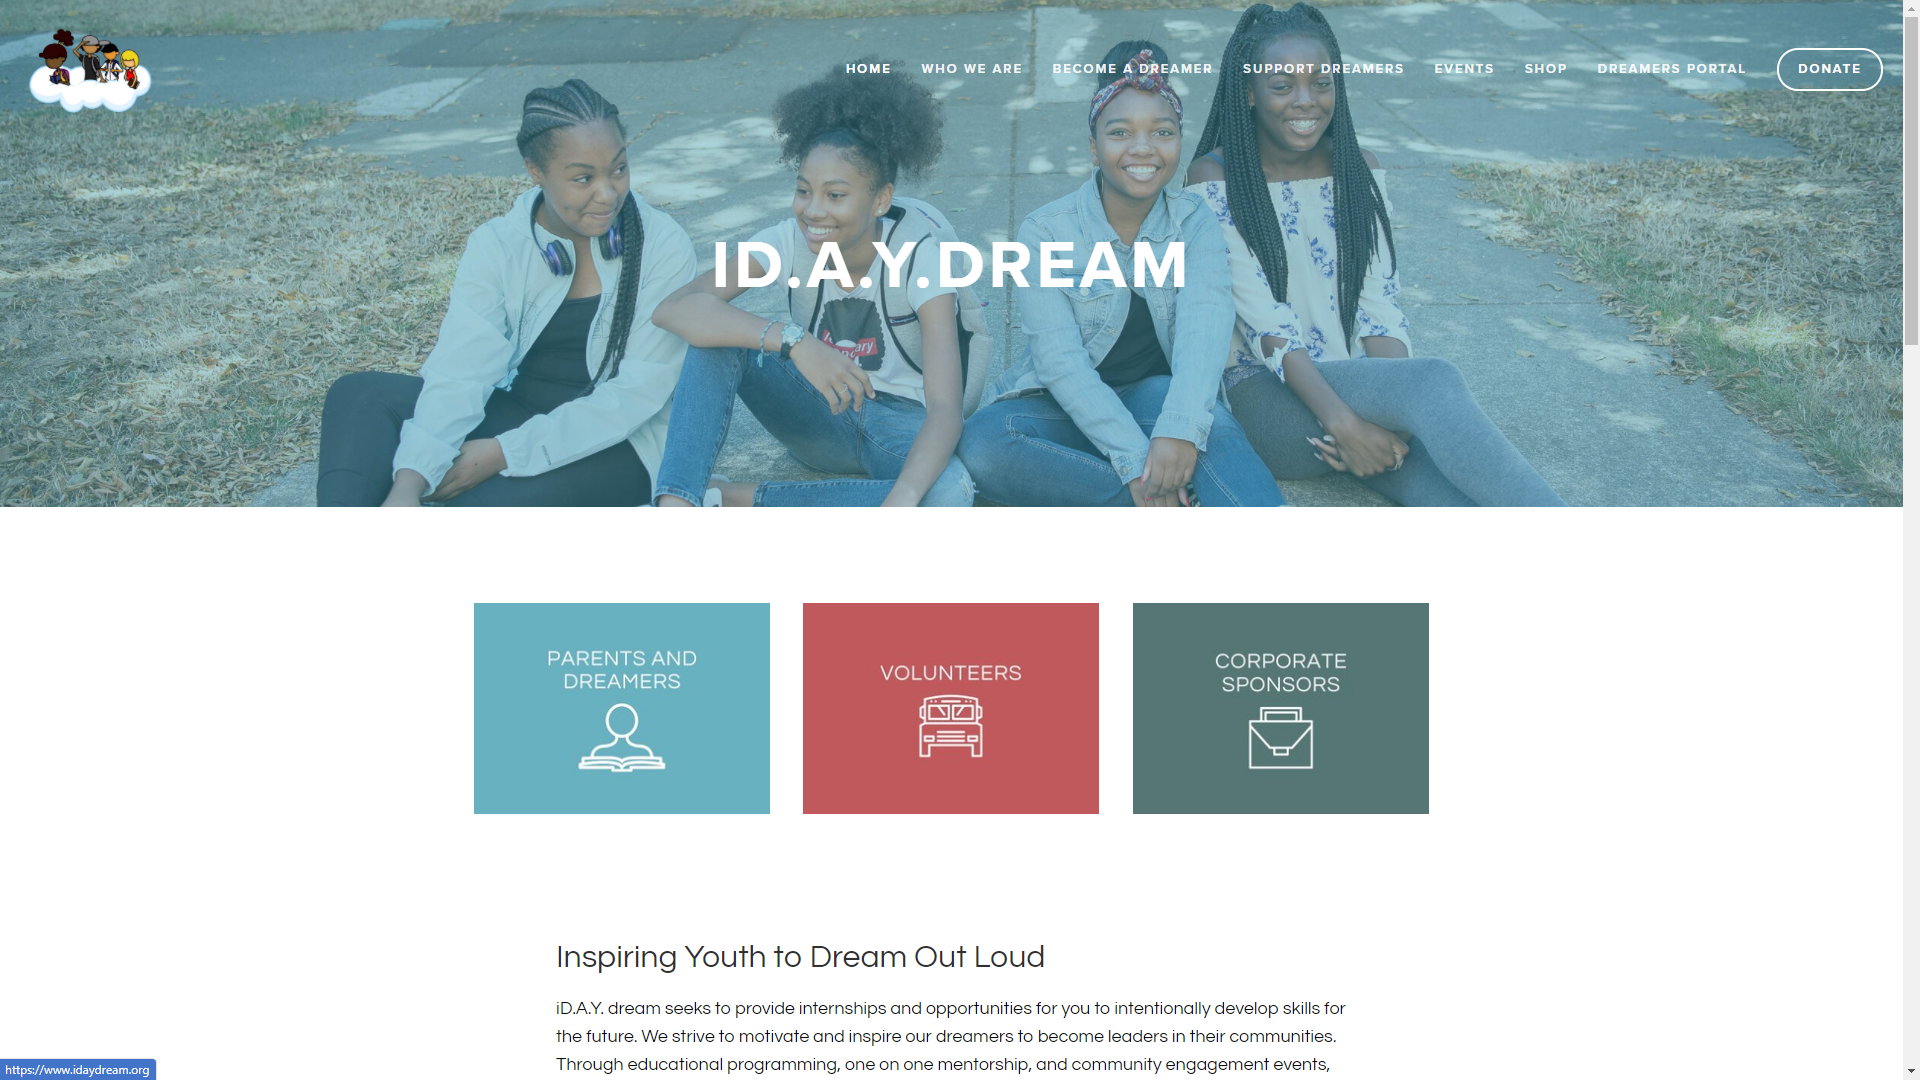 HOME WHO WE ARE BECOME A DREAMER SUPPORT DREAMERS EVENTS SHOP DREAMERS PORTAL DONATE
ID.A.Y.DREAM
PARENTS AND
DREAMERS
VOLUNTEERS
CORPORATE
SPONSORS
Inspiring Youth to Dream Out Loud
iD.A.Y. dream seeks to provide internships and opportunities for you to intentionally develop skills for
the future. We strive to motivate and inspire our dreamers to become leaders in their communities.
Through educational programming, one on one mentorship, and community engagement events,
https://www.idaydream.org